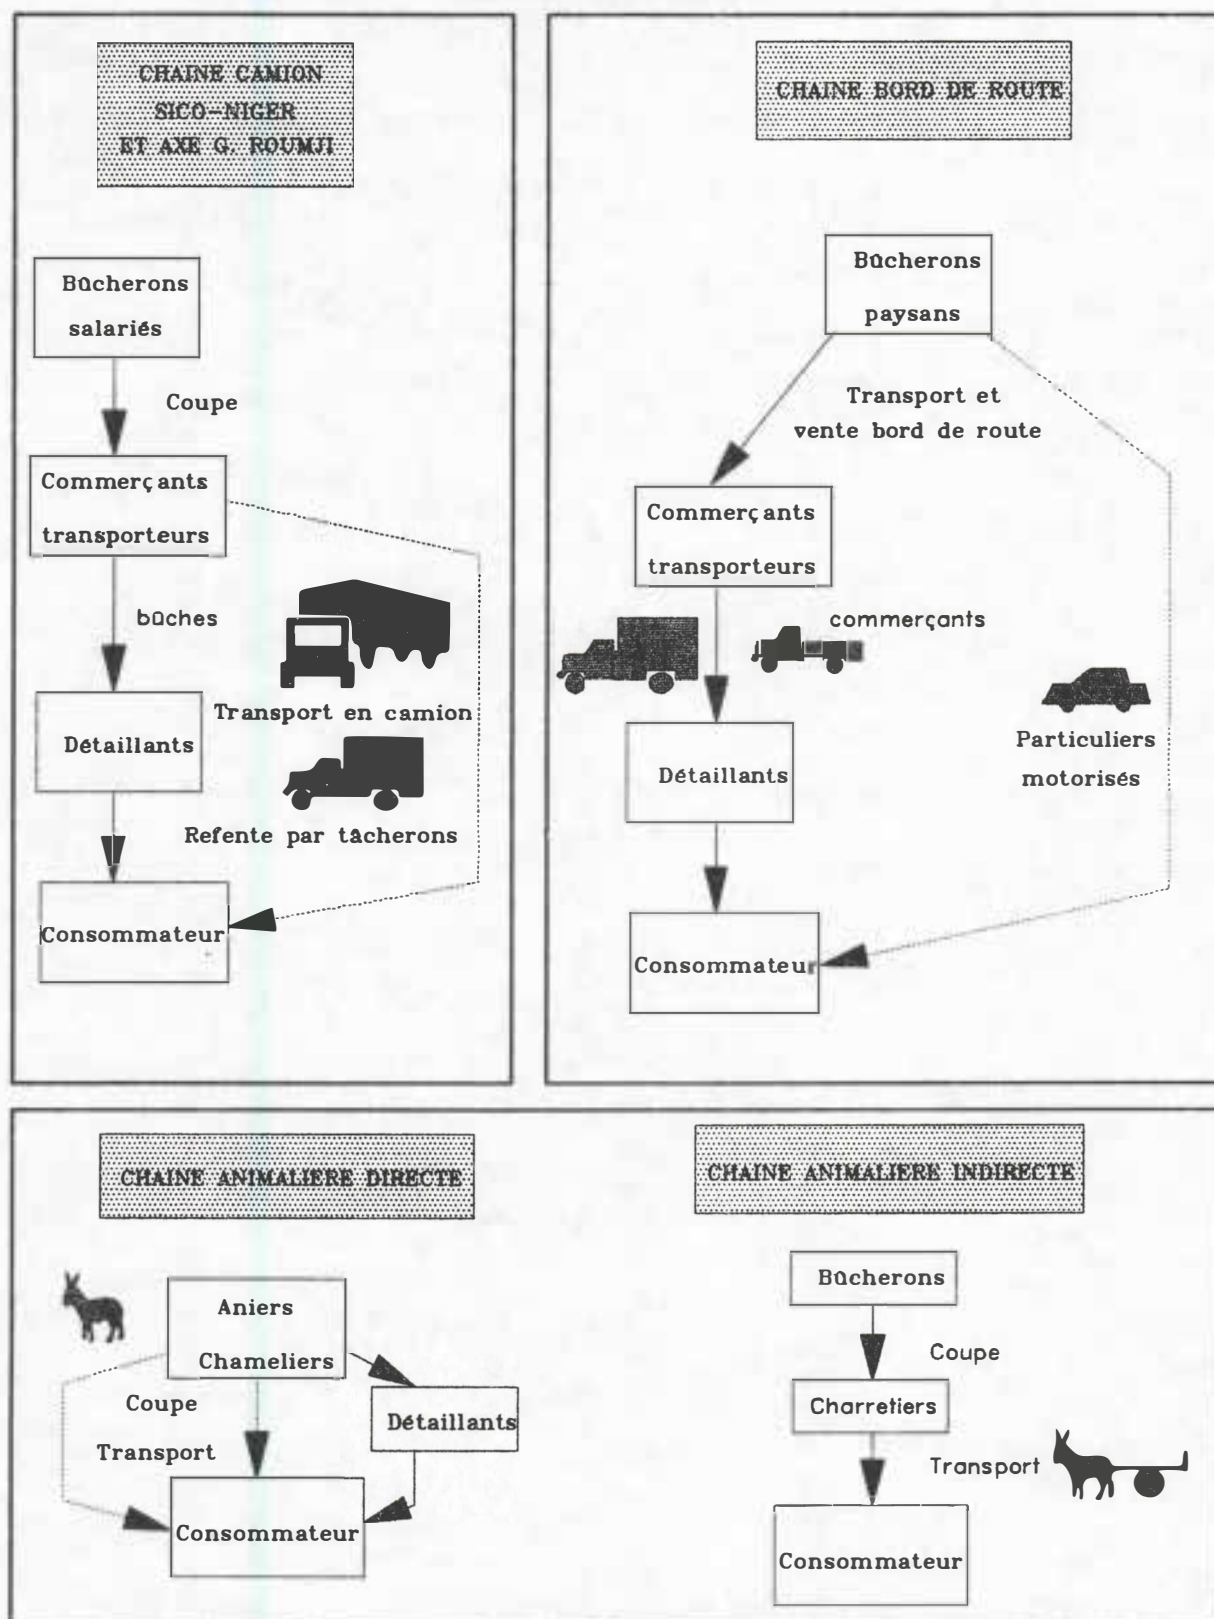 CHAINE CAMION
SICO-NIGER
ET AXE G. ROUMJI
Bûcherons
salariés
Coupe
Commerçants
transporteurs
bûches
Transport en camion
Détaillants
Refente par tâcherons
Consommateur
CHAINE BORD DE ROUTE
Bûcherons
paysans
Transport et
vente bord de route
Commerçants
transporteurs
commerçants
Particuliers
motorisés
Détaillants
Consommateur
CHAINE ANIMALIERE DIRECTE
Aniers
Chameliers
Coupe
Transport
Détaillants
Consommateur
CHAINE ANIMALIERE INDIRECTE
Bûcherons
Coupe
Charretiers
Transport
Consommateur